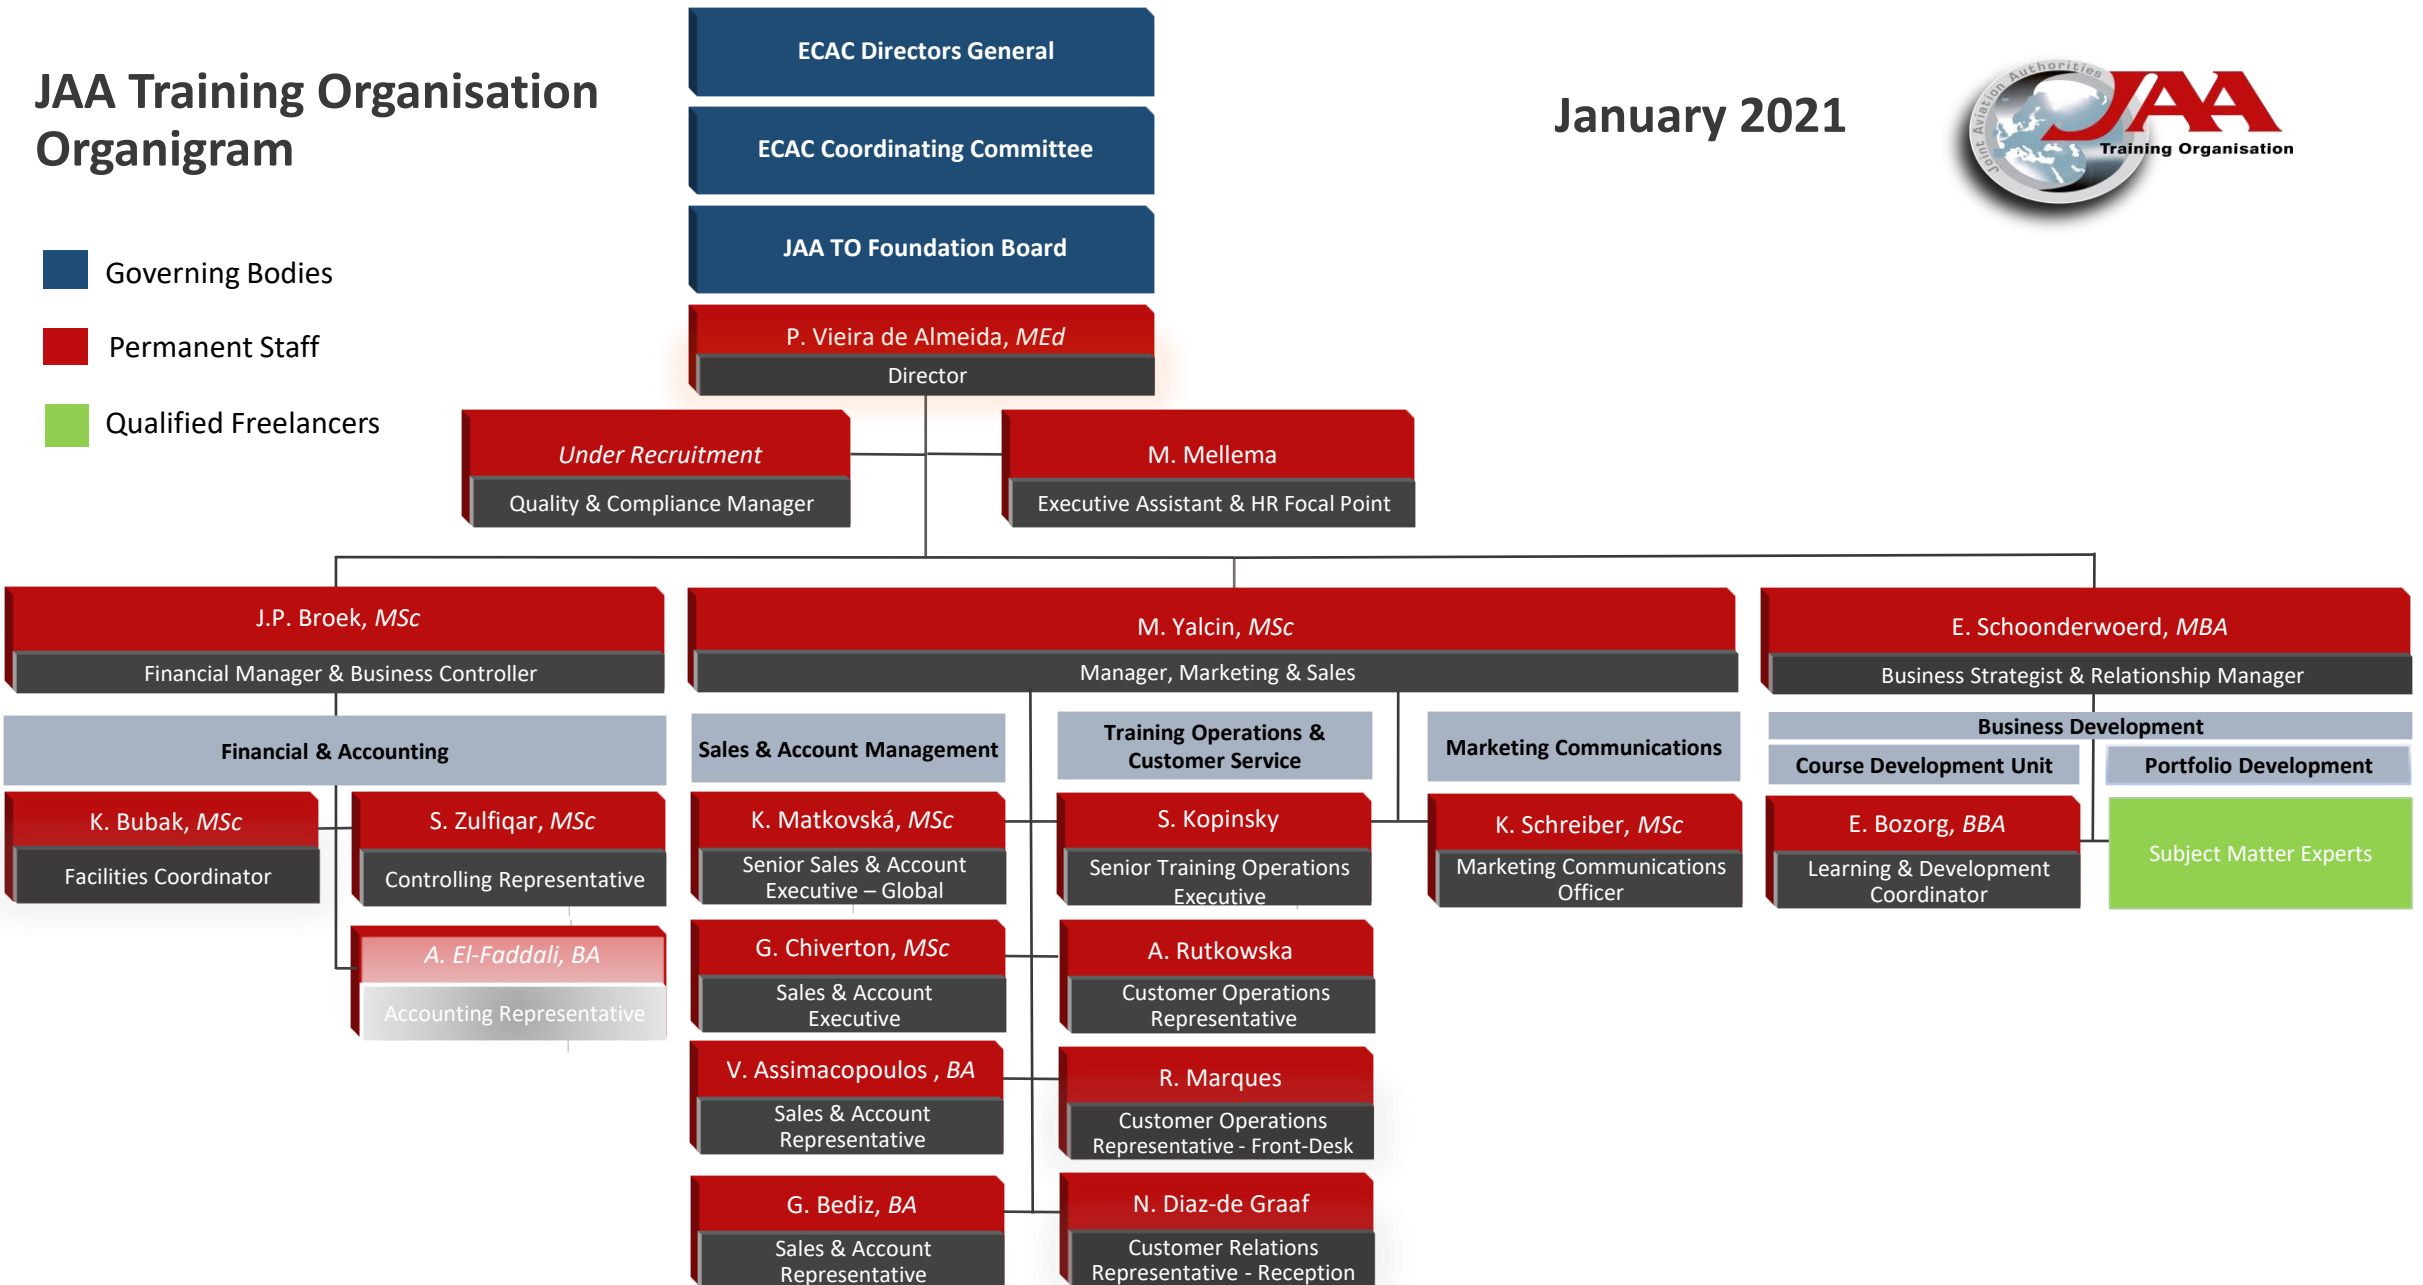 JAA Training Organisation
Organigram
January 2021
Joint Aviation Authorities
JAA
Training Organisation
Governing Bodies
Permanent Staff
Qualified Freelancers
ECAC Directors General
ECAC Coordinating Committee
JAA TO Foundation Board
P. Vieira de Almeida, MEd
Director
Under Recruitment
Quality & Compliance Manager
M. Mellema
Executive Assistant & HR Focal Point
J.P. Broek, MSc
Financial Manager & Business Controller
M. Yalcin, MSc
Manager, Marketing & Sales
E. Schoonderwoerd, MBA
Business Strategist & Relationship Manager
Financial & Accounting
K. Bubak, MSc
Facilities Coordinator
S. Zulfiqar, MSc
Controlling Representative
A. El-Faddali, BA
Accounting Representative
Sales & Account Management
K. Matkovská, MSc
Senior Sales & Account
Executive – Global
G. Chiverton, MSc
Sales & Account
Executive
V. Assimacopoulos , BA
Sales & Account
Representative
G. Bediz, BA
Sales & Account
Representative
Training Operations &
Customer Service
S. Kopinsky
Senior Training Operations
Executive
A. Rutkowska
Customer Operations
Representative
R. Marques
Customer Operations
Representative - Front-Desk
N. Diaz-de Graaf
Customer Relations
Representative - Reception
Marketing Communications
K. Schreiber, MSc
Marketing Communications
Officer
Business Development
Course Development Unit
E. Bozorg, BBA
Learning & Development
Coordinator
Portfolio Development
Subject Matter Experts